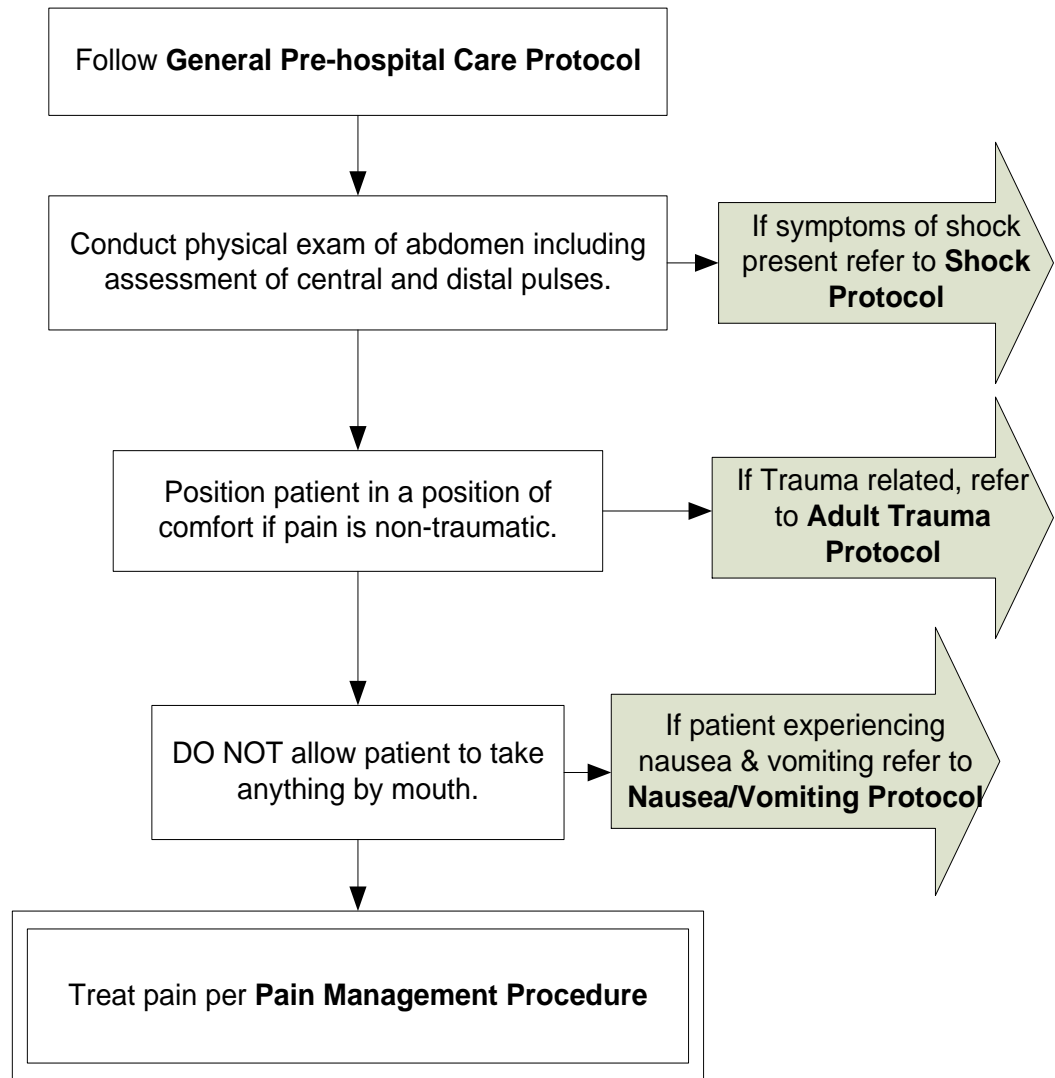 Follow General Pre-hospital Care Protocol
Conduct physical exam of abdomen including
assessment of central and distal pulses.
If symptoms of shock
present refer to Shock
Protocol
Position patient in a position of
comfort if pain is non-traumatic.
If Trauma related, refer
to Adult Trauma
Protocol
DO NOT allow patient to take
anything by mouth.
If patient experiencing
nausea & vomiting refer to
Nausea/Vomiting Protocol
Treat pain per Pain Management Procedure